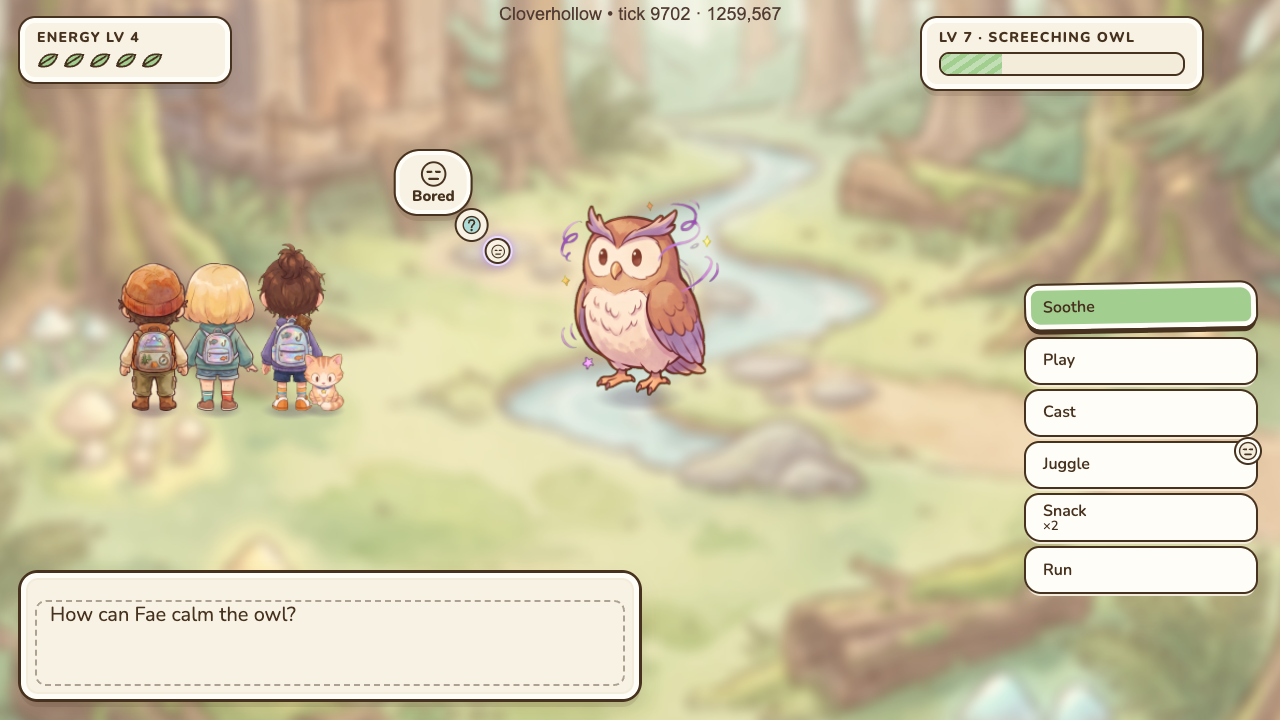 Cloverhollow • tick 9702 · 1259,567
ENERGY LV 4
LV 7 · SCREECHING OWL
Bored
?
Soothe
Play
Cast
Juggle
Snack
×2
Run
How can Fae calm the owl?